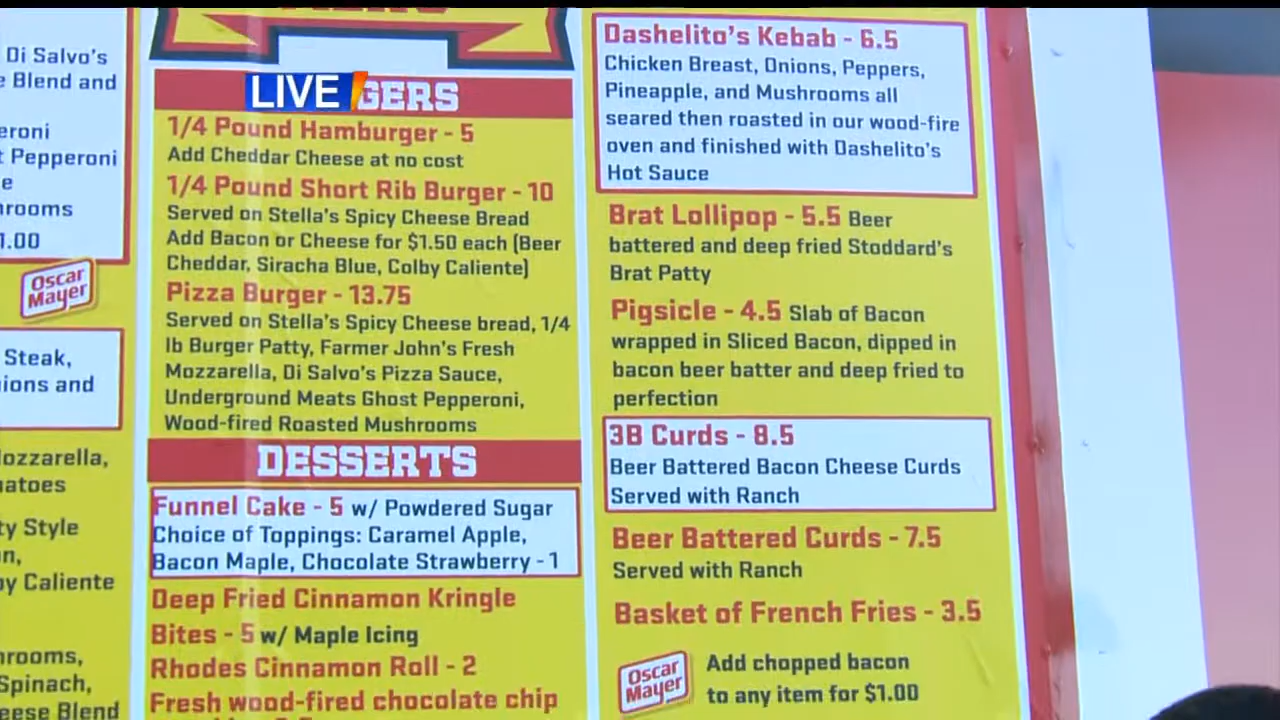 Di Salvo's
Blend and
eroni
Pepperoni
hrooms
1.00
Oscar
Mayer
Steak,
ions and
ozzarella,
atoes
ty Style
n,
y Caliente
hrooms,
Spinach,
eese Blend
LIVE
GERS
1/4 Pound Hamburger - 5
Add Cheddar Cheese at no cost
1/4 Pound Short Rib Burger - 10
Served on Stella's Spicy Cheese Bread
Add Bacon or Cheese for $1.50 each (Beer
Cheddar, Siracha Blue, Colby Caliente)
Pizza Burger - 13.75
Served on Stella's Spicy Cheese bread, 1/4
lb Burger Patty, Farmer John's Fresh
Mozzarella, Di Salvo's Pizza Sauce,
Underground Meats Ghost Pepperoni,
Wood-fired Roasted Mushrooms
DESSERTS
Funnel Cake - 5 w/ Powdered Sugar
Choice of Toppings: Caramel Apple,
Bacon Maple, Chocolate Strawberry - 1
Deep Fried Cinnamon Kringle
Bites - 5 w/ Maple Icing
Rhodes Cinnamon Roll - 2
Fresh wood-fired chocolate chip
Dashelito's Kebab - 6.5
Chicken Breast, Onions, Peppers,
Pineapple, and Mushrooms all
seared then roasted in our wood-fire
oven and finished with Dashelito's
Hot Sauce
Brat Lollipop - 5.5 Beer
battered and deep fried Stoddard's
Brat Patty
Pigsicle - 4.5 Slab of Bacon
wrapped in Sliced Bacon, dipped in
bacon beer batter and deep fried to
perfection
3B Curds - 8.5
Beer Battered Bacon Cheese Curds
Served with Ranch
Beer Battered Curds - 7.5
Served with Ranch
Basket of French Fries - 3.5
Oscar
Mayer
Add chopped bacon
to any item for $1.00